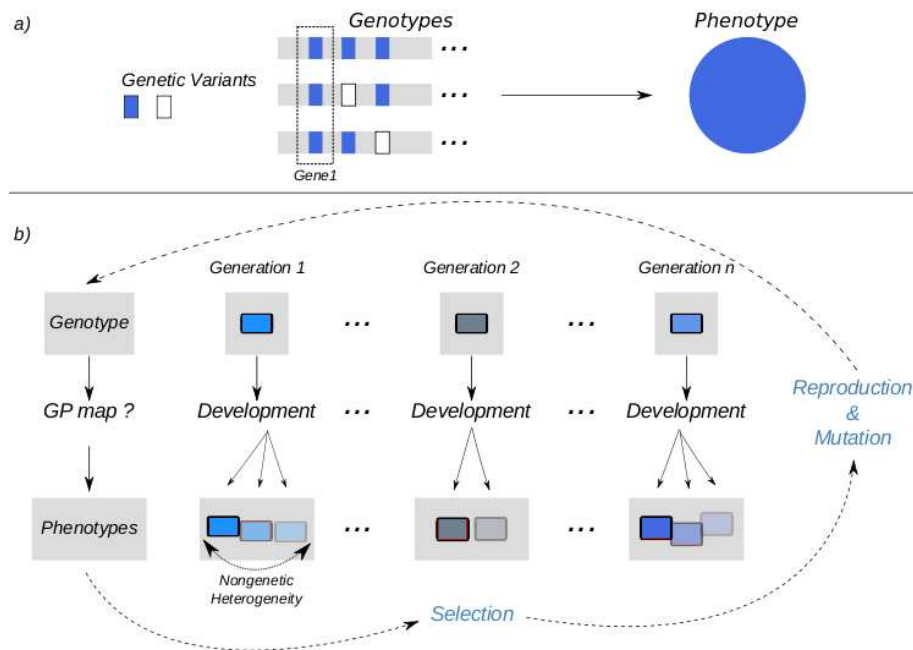 a)
Genotypes
Phenotype
Genetic Variants
...
...
...
Gene1
b)
Generation 1
Generation 2
Generation n
Genotype
...
...
GP map ?
Development
...
Development
...
Development
Reproduction
&
Mutation
Phenotypes
...
...
Nongenetic
Heterogeneity
Selection